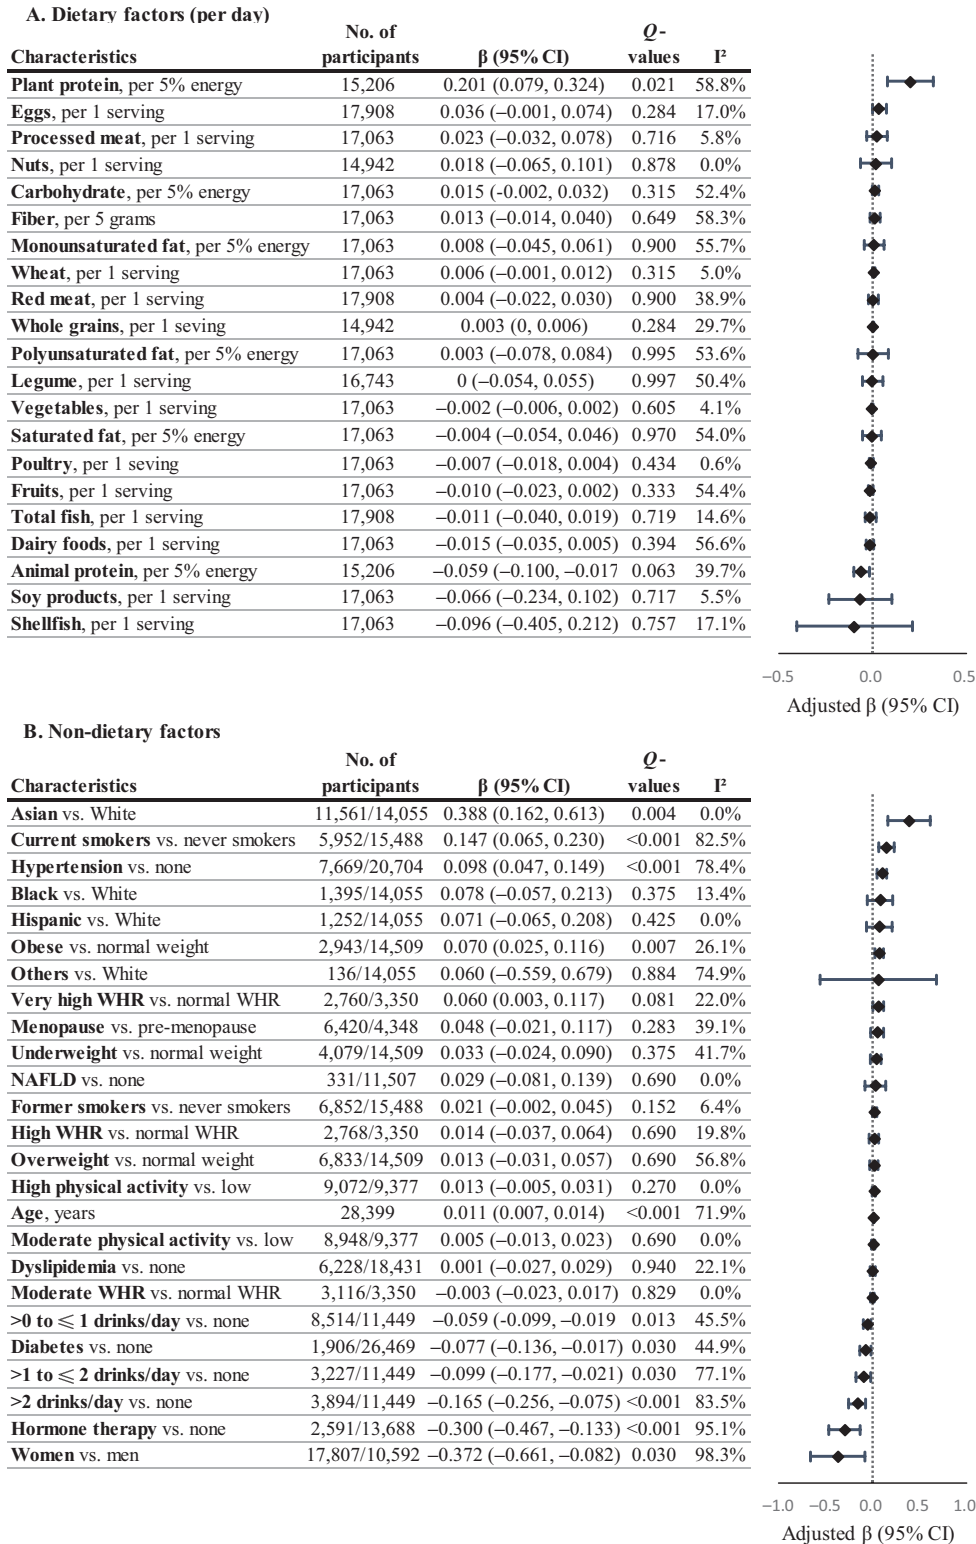 A. Dietary factors (per day)
No. of Q-
Characteristics participants β (95% CI) values I²
Plant protein, per 5% energy 15,206 0.201 (0.079, 0.324) 0.021 58.8%
Eggs, per 1 serving 17,908 0.036 (−0.001, 0.074) 0.284 17.0%
Processed meat, per 1 serving 17,063 0.023 (−0.032, 0.078) 0.716 5.8%
Nuts, per 1 serving 14,942 0.018 (−0.065, 0.101) 0.878 0.0%
Carbohydrate, per 5% energy 17,063 0.015 (-0.002, 0.032) 0.315 52.4%
Fiber, per 5 grams 17,063 0.013 (−0.014, 0.040) 0.649 58.3%
Monounsaturated fat, per 5% energy 17,063 0.008 (−0.045, 0.061) 0.900 55.7%
Wheat, per 1 serving 17,063 0.006 (−0.001, 0.012) 0.315 5.0%
Red meat, per 1 serving 17,908 0.004 (−0.022, 0.030) 0.900 38.9%
Whole grains, per 1 seving 14,942 0.003 (0, 0.006) 0.284 29.7%
Polyunsaturated fat, per 5% energy 17,063 0.003 (−0.078, 0.084) 0.995 53.6%
Legume, per 1 serving 16,743 0 (−0.054, 0.055) 0.997 50.4%
Vegetables, per 1 serving 17,063 −0.002 (−0.006, 0.002) 0.605 4.1%
Saturated fat, per 5% energy 17,063 −0.004 (−0.054, 0.046) 0.970 54.0%
Poultry, per 1 seving 17,063 −0.007 (−0.018, 0.004) 0.434 0.6%
Fruits, per 1 serving 17,063 −0.010 (−0.023, 0.002) 0.333 54.4%
Total fish, per 1 serving 17,908 −0.011 (−0.040, 0.019) 0.719 14.6%
Dairy foods, per 1 serving 17,063 −0.015 (−0.035, 0.005) 0.394 56.6%
Animal protein, per 5% energy 15,206 −0.059 (−0.100, −0.017 0.063 39.7%
Soy products, per 1 serving 17,063 −0.066 (−0.234, 0.102) 0.717 5.5%
Shellfish, per 1 serving 17,063 −0.096 (−0.405, 0.212) 0.757 17.1%
−0.5 0.0 0.5
Adjusted β (95% CI)
B. Non-dietary factors
No. of Q-
Characteristics participants β (95% CI) values I²
Asian vs. White 11,561/14,055 0.388 (0.162, 0.613) 0.004 0.0%
Current smokers vs. never smokers 5,952/15,488 0.147 (0.065, 0.230) <0.001 82.5%
Hypertension vs. none 7,669/20,704 0.098 (0.047, 0.149) <0.001 78.4%
Black vs. White 1,395/14,055 0.078 (−0.057, 0.213) 0.375 13.4%
Hispanic vs. White 1,252/14,055 0.071 (−0.065, 0.208) 0.425 0.0%
Obese vs. normal weight 2,943/14,509 0.070 (0.025, 0.116) 0.007 26.1%
Others vs. White 136/14,055 0.060 (−0.559, 0.679) 0.884 74.9%
Very high WHR vs. normal WHR 2,760/3,350 0.060 (0.003, 0.117) 0.081 22.0%
Menopause vs. pre-menopause 6,420/4,348 0.048 (−0.021, 0.117) 0.283 39.1%
Underweight vs. normal weight 4,079/14,509 0.033 (−0.024, 0.090) 0.375 41.7%
NAFLD vs. none 331/11,507 0.029 (−0.081, 0.139) 0.690 0.0%
Former smokers vs. never smokers 6,852/15,488 0.021 (−0.002, 0.045) 0.152 6.4%
High WHR vs. normal WHR 2,768/3,350 0.014 (−0.037, 0.064) 0.690 19.8%
Overweight vs. normal weight 6,833/14,509 0.013 (−0.031, 0.057) 0.690 56.8%
High physical activity vs. low 9,072/9,377 0.013 (−0.005, 0.031) 0.270 0.0%
Age, years 28,399 0.011 (0.007, 0.014) <0.001 71.9%
Moderate physical activity vs. low 8,948/9,377 0.005 (−0.013, 0.023) 0.690 0.0%
Dyslipidemia vs. none 6,228/18,431 0.001 (−0.027, 0.029) 0.940 22.1%
Moderate WHR vs. normal WHR 3,116/3,350 −0.003 (−0.023, 0.017) 0.829 0.0%
>0 to ⩽ 1 drinks/day vs. none 8,514/11,449 −0.059 (-0.099, −0.019 0.013 45.5%
Diabetes vs. none 1,906/26,469 −0.077 (−0.136, −0.017) 0.030 44.9%
>1 to ⩽ 2 drinks/day vs. none 3,227/11,449 −0.099 (−0.177, −0.021) 0.030 77.1%
>2 drinks/day vs. none 3,894/11,449 −0.165 (−0.256, −0.075) <0.001 83.5%
Hormone therapy vs. none 2,591/13,688 −0.300 (−0.467, −0.133) <0.001 95.1%
Women vs. men 17,807/10,592 −0.372 (−0.661, −0.082) 0.030 98.3%
−1.0 −0.5 0.0 0.5 1.0
Adjusted β (95% CI)